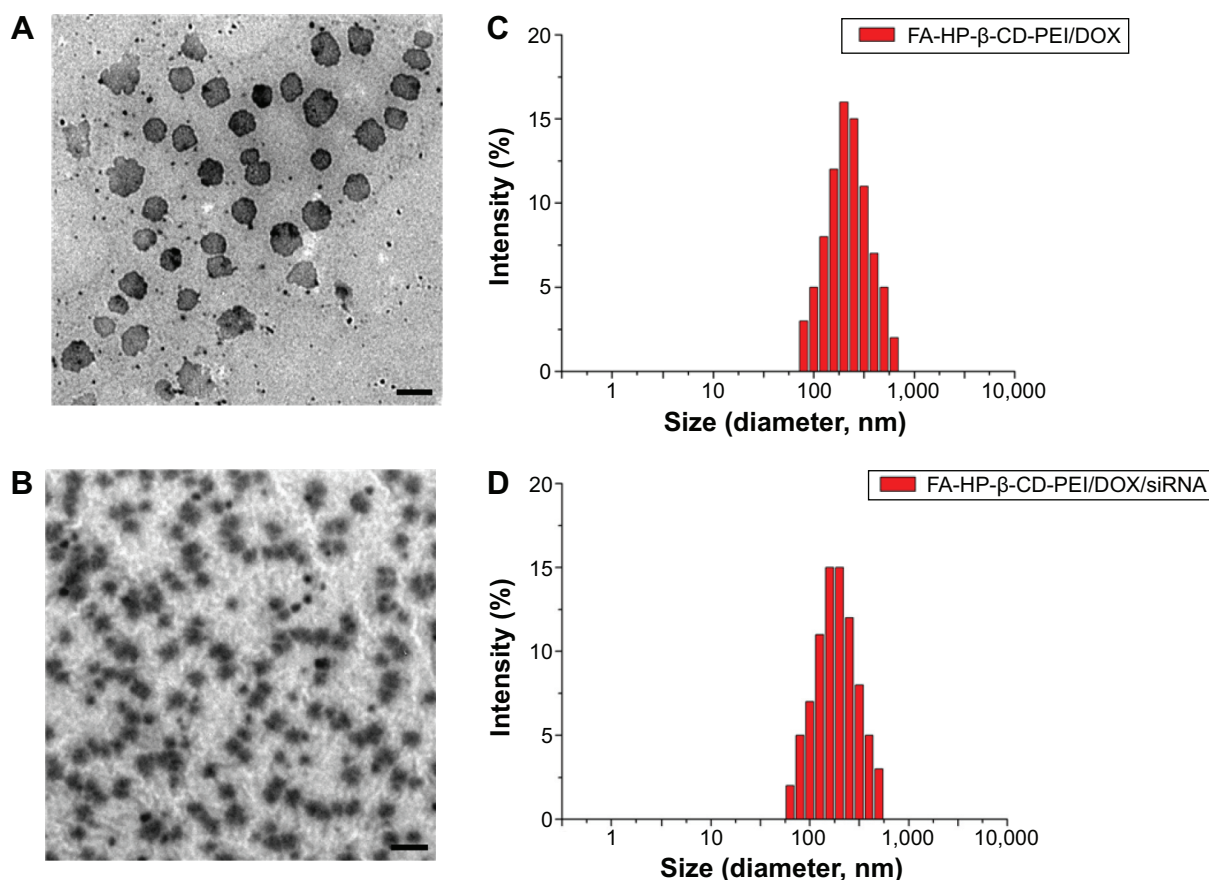 A
C
FA-HP-β-CD-PEI/DOX
20
15
10
5
0
Intensity (%)
1
10
100
1,000
10,000
Size (diameter, nm)
B
D
FA-HP-β-CD-PEI/DOX/siRNA
20
15
10
5
0
Intensity (%)
1
10
100
1,000
10,000
Size (diameter, nm)